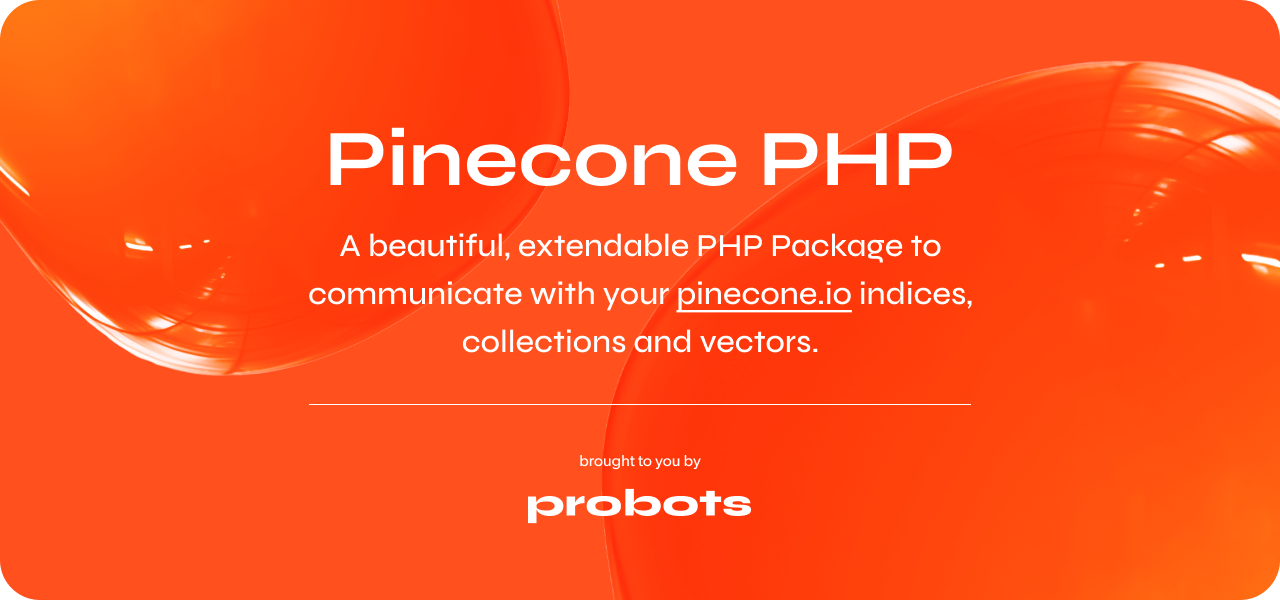 Pinecone PHP
A beautiful, extendable PHP Package to
communicate with your pinecone.io indices,
collections and vectors.
brought to you by
probots